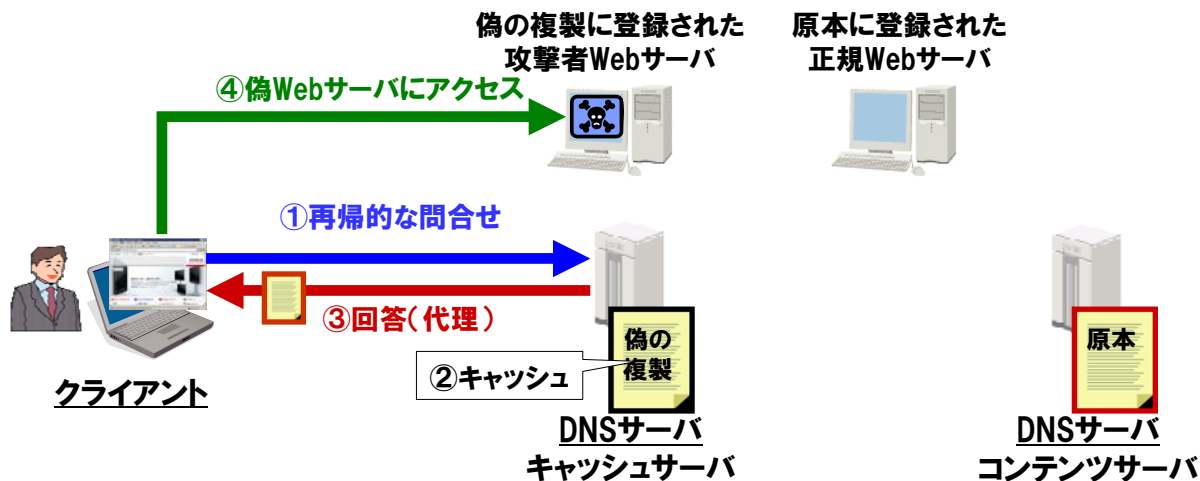 偽の複製に登録された
攻撃者Webサーバ
原本に登録された
正規Webサーバ
④偽Webサーバにアクセス
①再帰的な問合せ
③回答(代理)
②キャッシュ
偽の
複製
原本
クライアント
DNSサーバ
キャッシュサーバ
DNSサーバ
コンテンツサーバ